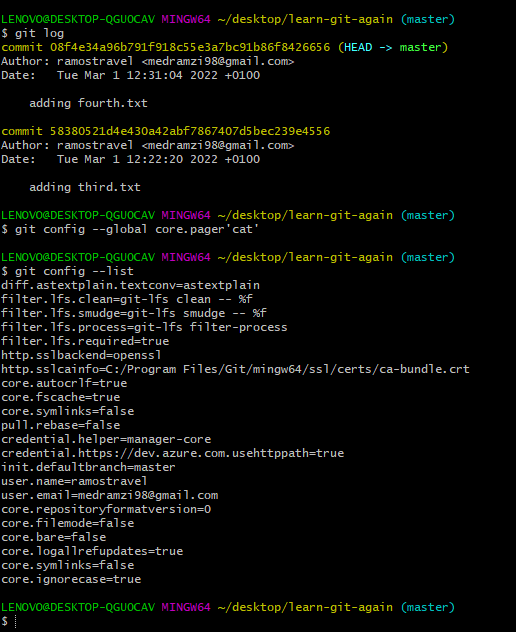 LENOVO@DESKTOP-QGUOCAV MINGW64 ~/desktop/learn-git-again (master)
$ git log
commit 08f4e34a96b791f918c55e3a7bc91b86f8426656 (HEAD -> master)
Author: ramostravel <medramzi98@gmail.com>
Date:   Tue Mar 1 12:31:04 2022 +0100

    adding fourth.txt

commit 58380521d4e430a42abf7867407d5bec239e4556
Author: ramostravel <medramzi98@gmail.com>
Date:   Tue Mar 1 12:22:20 2022 +0100

    adding third.txt

LENOVO@DESKTOP-QGUOCAV MINGW64 ~/desktop/learn-git-again (master)
$ git config --global core.pager'cat'

LENOVO@DESKTOP-QGUOCAV MINGW64 ~/desktop/learn-git-again (master)
$ git config --list
diff.astextplain.textconv=astextplain
filter.lfs.clean=git-lfs clean -- %f
filter.lfs.smudge=git-lfs smudge -- %f
filter.lfs.process=git-lfs filter-process
filter.lfs.required=true
http.sslbackend=openssl
http.sslcainfo=C:/Program Files/Git/mingw64/ssl/certs/ca-bundle.crt
core.autocrlf=true
core.fscache=true
core.symlinks=false
pull.rebase=false
credential.helper=manager-core
credential.https://dev.azure.com.usehttppath=true
init.defaultbranch=master
user.name=ramostravel
user.email=medramzi98@gmail.com
core.repositoryformatversion=0
core.filemode=false
core.bare=false
core.logallrefupdates=true
core.symlinks=false
core.ignorecase=true

LENOVO@DESKTOP-QGUOCAV MINGW64 ~/desktop/learn-git-again (master)
$